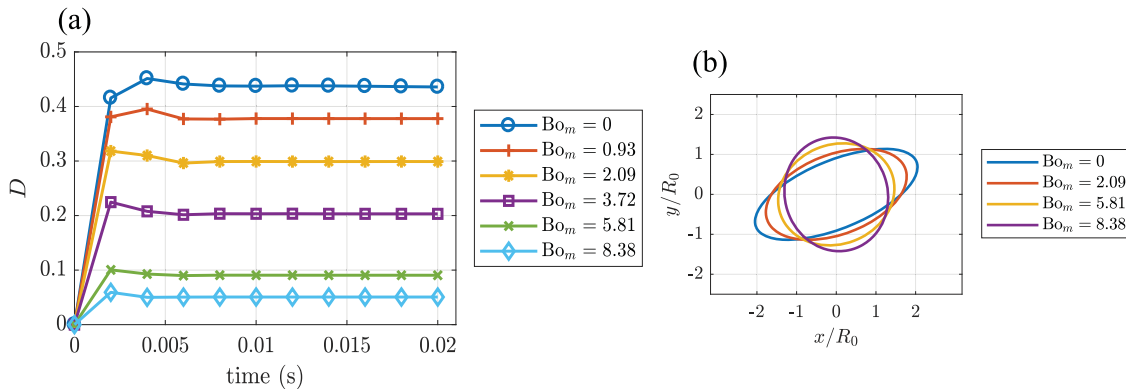 (a)
0.5
0.4
0.3
0.2
0.1
0
D
0
0.005
0.01
0.015
0.02
time (s)
Bo_m = 0
Bo_m = 0.93
Bo_m = 2.09
Bo_m = 3.72
Bo_m = 5.81
Bo_m = 8.38
(b)
2
1
0
-1
-2
y/R_0
-2
-1
0
1
2
x/R_0
Bo_m = 0
Bo_m = 2.09
Bo_m = 5.81
Bo_m = 8.38